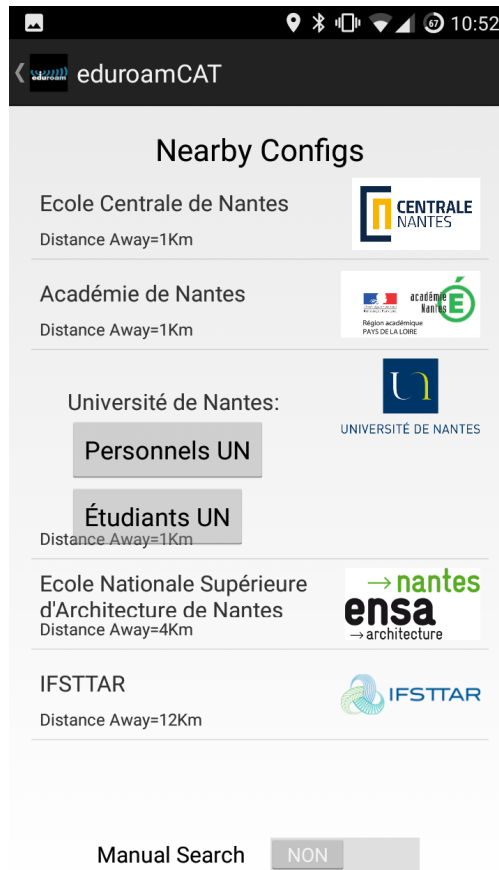 67 10:52
eduroam eduroamCAT
Nearby Configs
Ecole Centrale de Nantes
Distance Away=1Km
CENTRALE
NANTES
Académie de Nantes
Distance Away=1Km
académie
Nantes
É
Région académique
PAYS DE LA LOIRE
Université de Nantes:
UNIVERSITÉ DE NANTES
Personnels UN
Étudiants UN
Distance Away=1Km
Ecole Nationale Supérieure
d'Architecture de Nantes
Distance Away=4Km
→nantes
ensa
→architecture
IFSTTAR
Distance Away=12Km
IFSTTAR
Manual Search NON